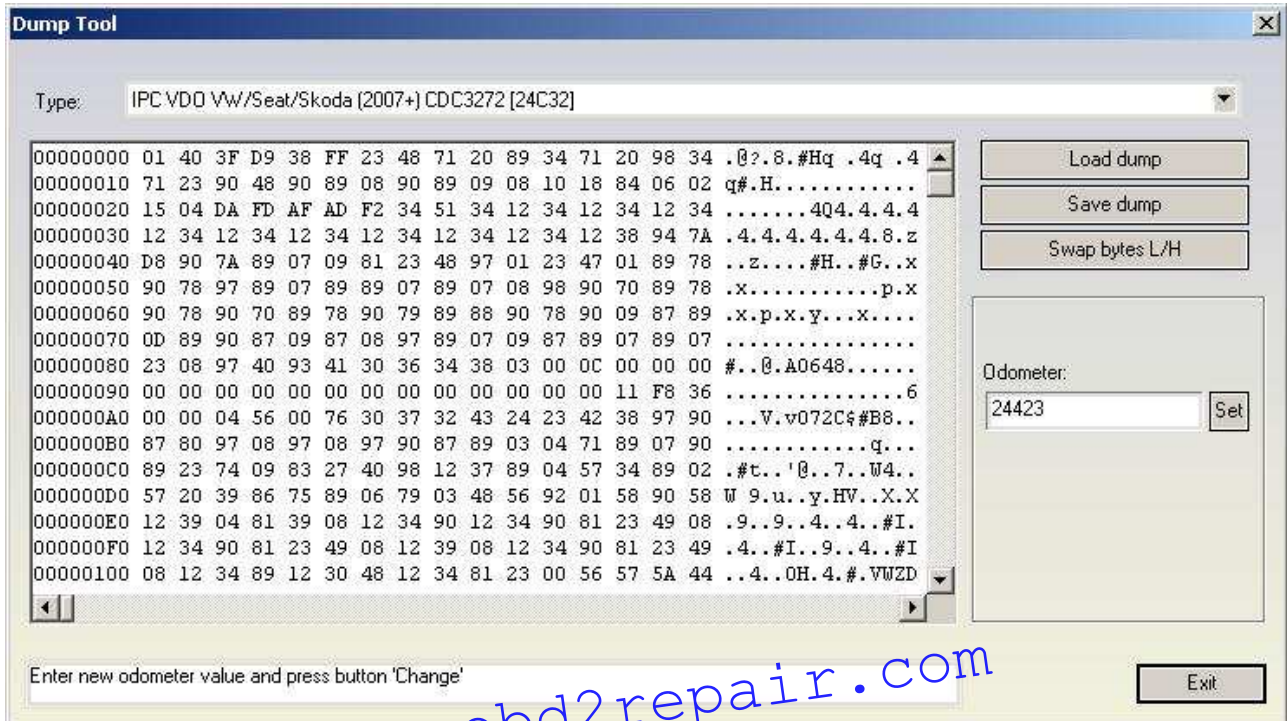 Dump Tool
Type: IPC VDO VW/Seat/Skoda (2007+) CDC3272 [24C32]
00000000 01 40 3F D9 38 FF 23 48 71 20 89 34 71 20 98 34 .@?.8.#Hq .4q .4
00000010 71 23 90 48 90 89 08 90 89 09 08 10 18 84 06 02 q#.H............
00000020 15 04 DA FD AF AD F2 34 51 34 12 34 12 34 12 34 .......4Q4.4.4.4
00000030 12 34 12 34 12 34 12 34 12 34 12 34 12 38 94 7A .4.4.4.4.4.4.8.z
00000040 D8 90 7A 89 07 09 81 23 48 97 01 23 47 01 89 78 ..z....#H..#G..x
00000050 90 78 97 89 07 89 89 07 89 07 08 98 90 70 89 78 .x...........p.x
00000060 90 78 90 70 89 78 90 79 89 88 90 78 90 09 87 89 .x.p.x.y...x....
00000070 0D 89 90 87 09 87 08 97 89 07 09 87 89 07 89 07 ................
00000080 23 08 97 40 93 41 30 36 34 38 03 00 0C 00 00 00 #..@.A0648......
00000090 00 00 00 00 00 00 00 00 00 00 00 00 00 11 F8 36 ...............6
000000A0 00 00 04 56 00 76 30 37 32 43 24 23 42 38 97 90 ...V.v072C$#B8..
000000B0 87 80 97 08 97 08 97 90 87 89 03 04 71 89 07 90 ............q...
000000C0 89 23 74 09 83 27 40 98 12 37 89 04 57 34 89 02 .#t..'@..7..W4..
000000D0 57 20 39 86 75 89 06 79 03 48 56 92 01 58 90 58 W 9.u..y.HV..X.X
000000E0 12 39 04 81 39 08 12 34 90 12 34 90 81 23 49 08 .9..9..4..4..#I.
000000F0 12 34 90 81 23 49 08 12 39 08 12 34 90 81 23 49 .4..#I..9..4..#I
00000100 08 12 34 89 12 30 48 12 34 81 23 00 56 57 5A 44 ..4..0H.4.#.VWZD
Load dump
Save dump
Swap bytes L/H
Odometer:
24423 Set
Enter new odometer value and press button 'Change'
Exit
obd2repair.com